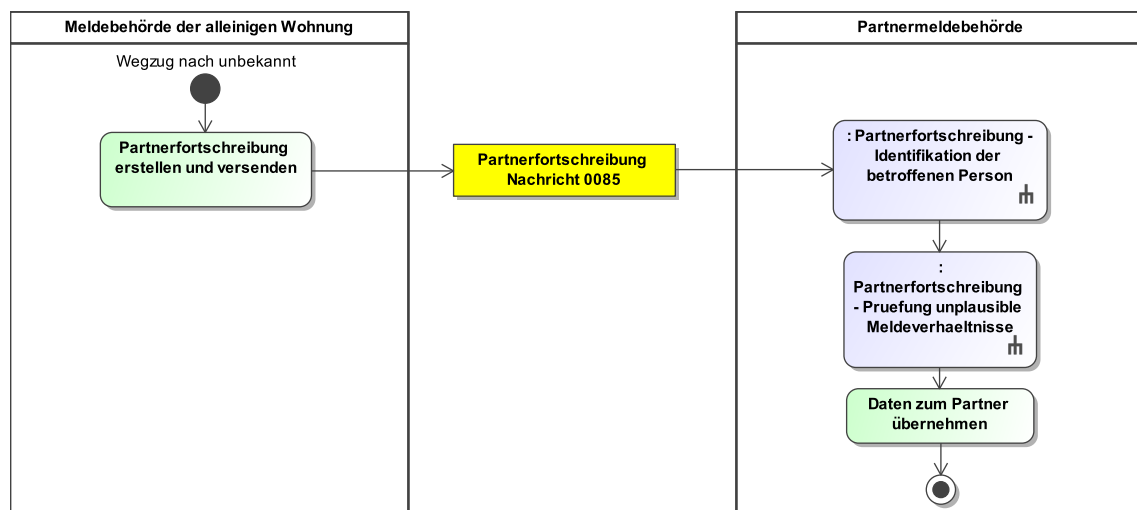 Meldebehörde der alleinigen Wohnung
Wegzug nach unbekannt
Partnerfortschreibung
erstellen und versenden
Partnerfortschreibung
Nachricht 0085
Partnermeldebehörde
: Partnerfortschreibung -
Identifikation der
betroffenen Person
:
Partnerfortschreibung
- Pruefung unplausible
Meldeverhaeltnisse
Daten zum Partner
übernehmen